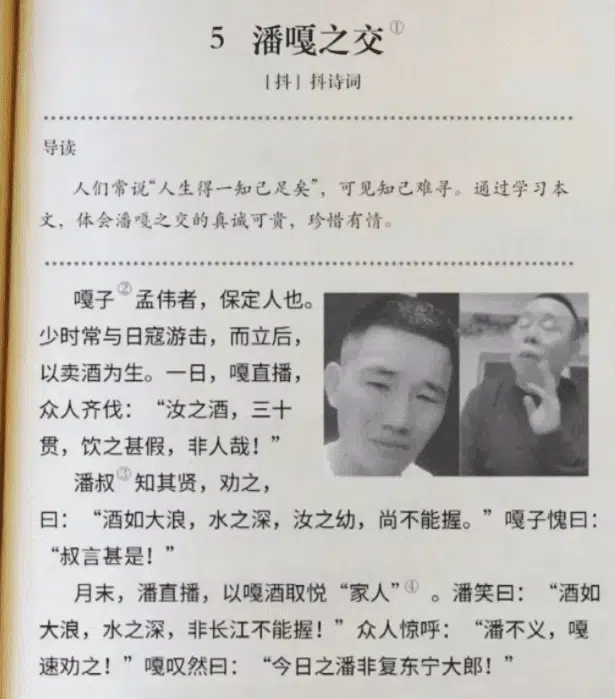 5 潘嘎之交①
[抖] 抖诗词
导读
人们常说“人生得一知己足矣”，可见知己难寻。通过学习本
文，体会潘嘎之交的真诚可贵，珍惜有情。
嘎子②孟伟者，保定人也。
少时常与日寇游击，而立后，
以卖酒为生。一日，嘎直播，
众人齐伐：“汝之酒，三十
贯，饮之甚假，非人哉！”
潘叔③知其贤，劝之，
曰：“酒如大浪，水之深，汝之幼，尚不能握。”嘎子愧曰：
“叔言甚是！”
月末，潘直播，以嘎酒取悦“家人”④。潘笑曰：“酒如
大浪，水之深，非长江不能握！”众人惊呼：“潘不义，嘎
速劝之！”嘎叹然曰：“今日之潘非复东宁大郎！”